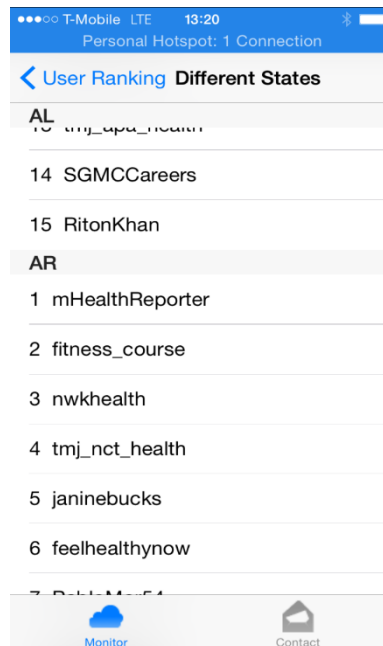 T-Mobile LTE 13:20
Personal Hotspot: 1 Connection
User Ranking Different States
AL
14 SGMCCareers
15 RitonKhan
AR
1 mHealthReporter
2 fitness_course
3 nwkhealth
4 tmj_nct_health
5 janinebucks
6 feelhealthynow
Monitor Contact